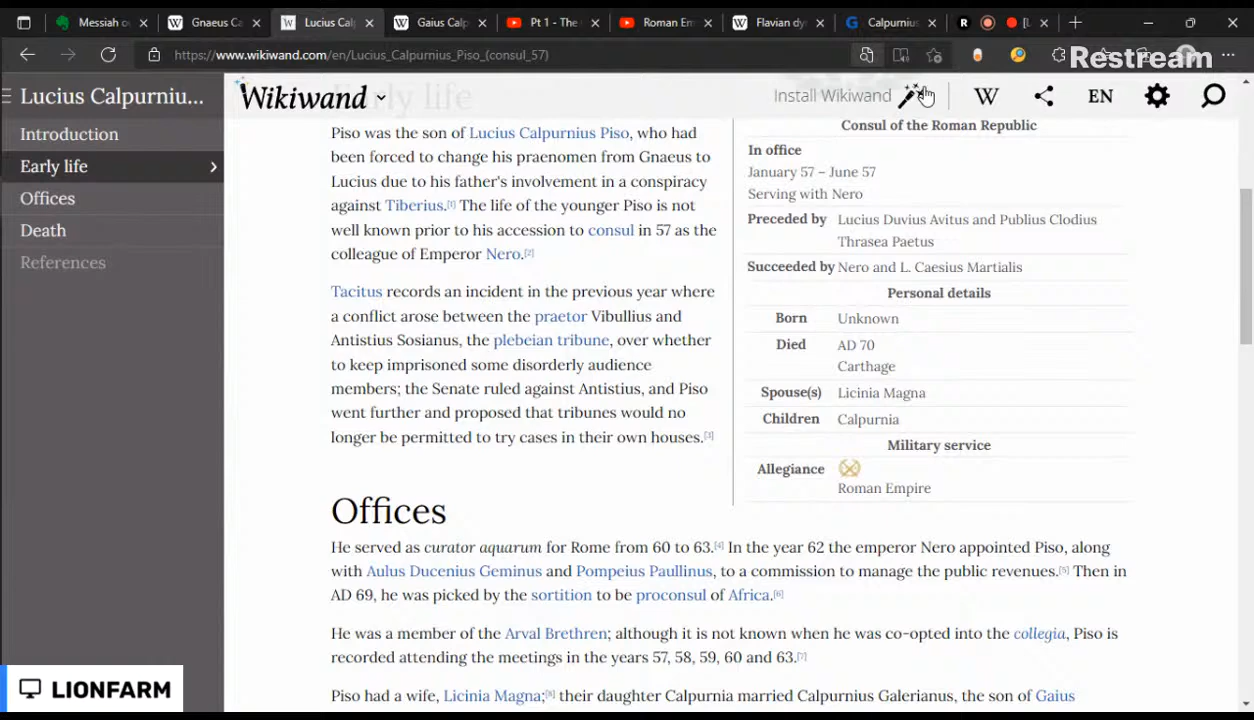 Messiah ov
Gnaeus Ca
Lucius Cal
Gaius Calp
Pt 1 - The
Roman Em
Flavian dy
Calpurnius
https://www.wikiwand.com/en/Lucius_Calpurnius_Piso_(consul_57)
Restream
Lucius Calpurniu...
Wikiwand
Early life
Install Wikiwand
W
EN
Introduction
Early life
Offices
Death
References
Piso was the son of Lucius Calpurnius Piso, who had
been forced to change his praenomen from Gnaeus to
Lucius due to his father's involvement in a conspiracy
against Tiberius.[1] The life of the younger Piso is not
well known prior to his accession to consul in 57 as the
colleague of Emperor Nero.[2]
Tacitus records an incident in the previous year where
a conflict arose between the praetor Vibullius and
Antistius Sosianus, the plebeian tribune, over whether
to keep imprisoned some disorderly audience
members; the Senate ruled against Antistius, and Piso
went further and proposed that tribunes would no
longer be permitted to try cases in their own houses.[3]
Consul of the Roman Republic
In office
January 57 – June 57
Serving with Nero
Preceded by Lucius Duvius Avitus and Publius Clodius
Thrasea Paetus
Succeeded by Nero and L. Caesius Martialis
Personal details
Born Unknown
Died AD 70
Carthage
Spouse(s) Licinia Magna
Children Calpurnia
Military service
Allegiance
Roman Empire
Offices
He served as curator aquarum for Rome from 60 to 63.[4] In the year 62 the emperor Nero appointed Piso, along
with Aulus Ducenius Geminus and Pompeius Paullinus, to a commission to manage the public revenues.[5] Then in
AD 69, he was picked by the sortition to be proconsul of Africa.[6]
He was a member of the Arval Brethren; although it is not known when he was co-opted into the collegia, Piso is
recorded attending the meetings in the years 57, 58, 59, 60 and 63.[7]
Piso had a wife, Licinia Magna;[8] their daughter Calpurnia married Calpurnius Galerianus, the son of Gaius
LIONFARM